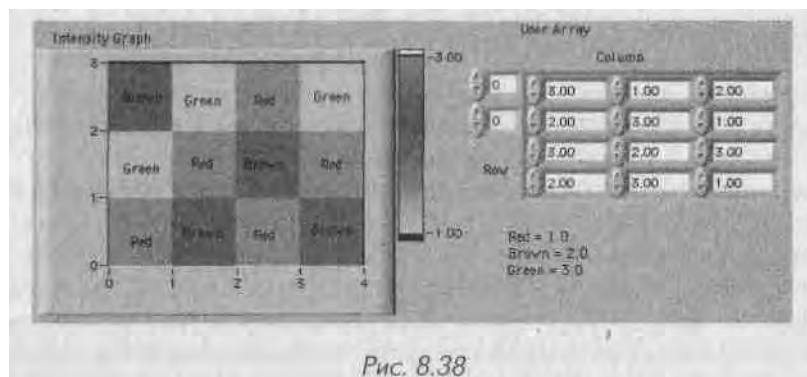 Intensity Graph
3
2
1
0
0 1 2 3 4
Brown Green Red Green
Green Red Brown Red
Red Brown Red Brown
-3.00
-1.00
User Array
Column
0 3.00 1.00 2.00
0 2.00 3.00 1.00
Row 3.00 2.00 3.00
2.00 3.00 1.00
Red = 1.0
Brown = 2.0
Green = 3.0
Рис. 8.38